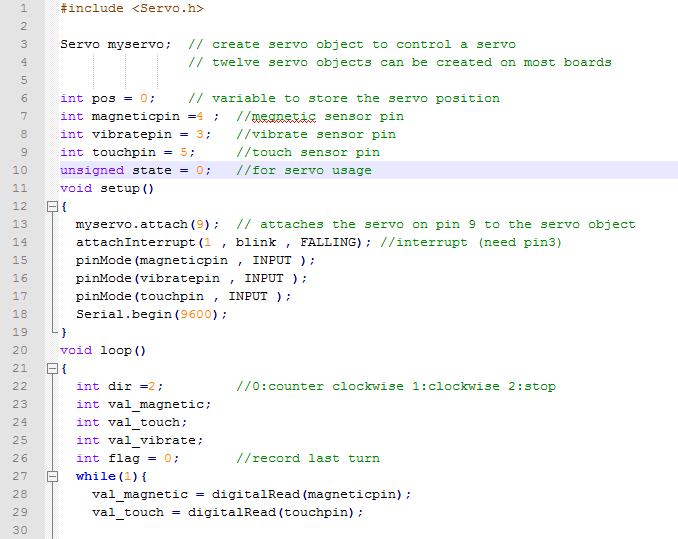 1 #include <Servo.h>
2
3 Servo myservo;  // create servo object to control a servo
4                 // twelve servo objects can be created on most boards
5
6 int pos = 0;    // variable to store the servo position
7 int magneticpin =4 ;  //megnetic sensor pin
8 int vibratepin = 3;   //vibrate sensor pin
9 int touchpin = 5;     //touch sensor pin
10 unsigned state = 0;   //for servo usage
11 void setup()
12 {
13   myservo.attach(9);  // attaches the servo on pin 9 to the servo object
14   attachInterrupt(1 , blink , FALLING); //interrupt (need pin3)
15   pinMode(magneticpin , INPUT );
16   pinMode(vibratepin , INPUT );
17   pinMode(touchpin , INPUT );
18   Serial.begin(9600);
19 }
20 void loop()
21 {
22   int dir =2;         //0:counter clockwise 1:clockwise 2:stop
23   int val_magnetic;
24   int val_touch;
25   int val_vibrate;
26   int flag = 0;       //record last turn
27   while(1){
28     val_magnetic = digitalRead(magneticpin);
29     val_touch = digitalRead(touchpin);
30